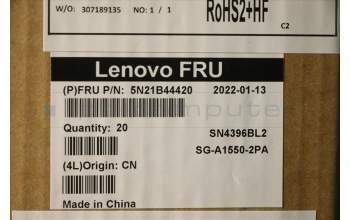 W/O: 307189135 NO: 1 / 1
RoHS2+HF
C2
Lenovo FRU
(P)FRU P/N: 5N21B44420 2022-01-13
Quantity: 20
SN4396BL2
SG-A1550-2PA
(4L)Origin: CN
Made in China